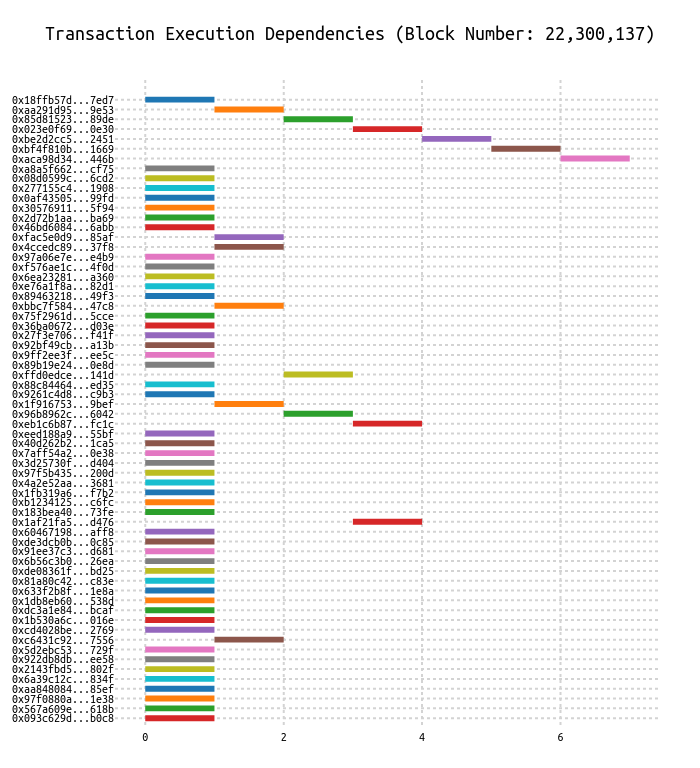 Transaction Execution Dependencies (Block Number: 22,300,137)
0x18ffb57d...7ed7
0xaa291d95...9e53
0x85d81523...89de
0x023e0f69...0e30
0xbe2d2cc5...2451
0xbf4f810b...1669
0xaca98d34...446b
0xa8a5f662...cf75
0x08d0599c...6cd2
0x277155c4...1908
0x0af43505...99fd
0x30576911...5f94
0x2d72b1aa...ba69
0x46bd6084...6abb
0xfac5e0d9...85af
0x4ccedc89...37f8
0x97a06e7e...e4b9
0xf576ae1c...4f0d
0x6ea23281...a360
0xe76a1f8a...82d1
0x89463218...49f3
0xbbc7f584...47c8
0x75f2961d...5cce
0x36ba0672...d03e
0x27f3e706...f41f
0x92bf49cb...a13b
0x9ff2ee3f...ee5c
0x89b19e24...0e8d
0xffd0edce...141d
0x88c84464...ed35
0x9261c4d8...c9b3
0x1f916753...9bef
0x96b8962c...6042
0xeb1c6b87...fc1c
0xeed188a9...55bf
0x40d262b2...1ca5
0x7aff54a2...0e38
0x3d25730f...d404
0x97f5b435...200d
0x4a2e52aa...3681
0x1fb319a6...f7b2
0xb1234125...c6fc
0x183bea40...73fe
0x1af21fa5...d476
0x60467198...aff8
0xde3dcb0b...0c85
0x91ee37c3...d681
0x6b56c3b0...26ea
0xde08361f...bd25
0x81a80c42...c83e
0x633f2b8f...1e8a
0x1db8eb60...538d
0xdc3a1e84...bcaf
0x1b530a6c...016e
0xcd4028be...2769
0xc6431c92...7556
0x5d2ebc53...729f
0x922db8db...ee58
0x2143fbd5...802f
0x6a39c12c...834f
0xaa848084...85ef
0x97f0880a...1e38
0x567a609e...618b
0x093c629d...b0c8
0 2 4 6